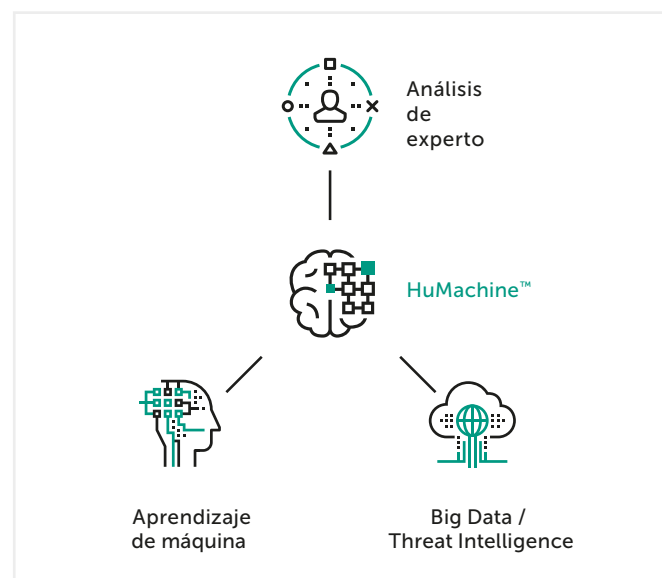 Análisis
de
experto
HuMachine™
Aprendizaje
de máquina
Big Data /
Threat Intelligence